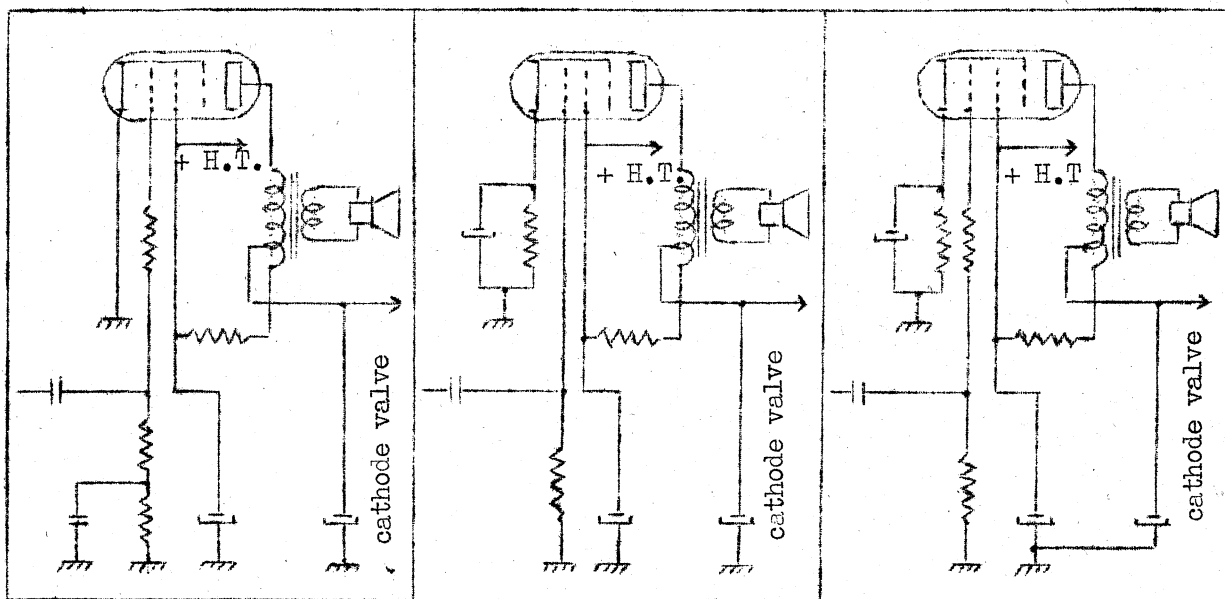 + H.T.
cathode valve
+ H.T.
cathode valve
+ H.T
cathode valve